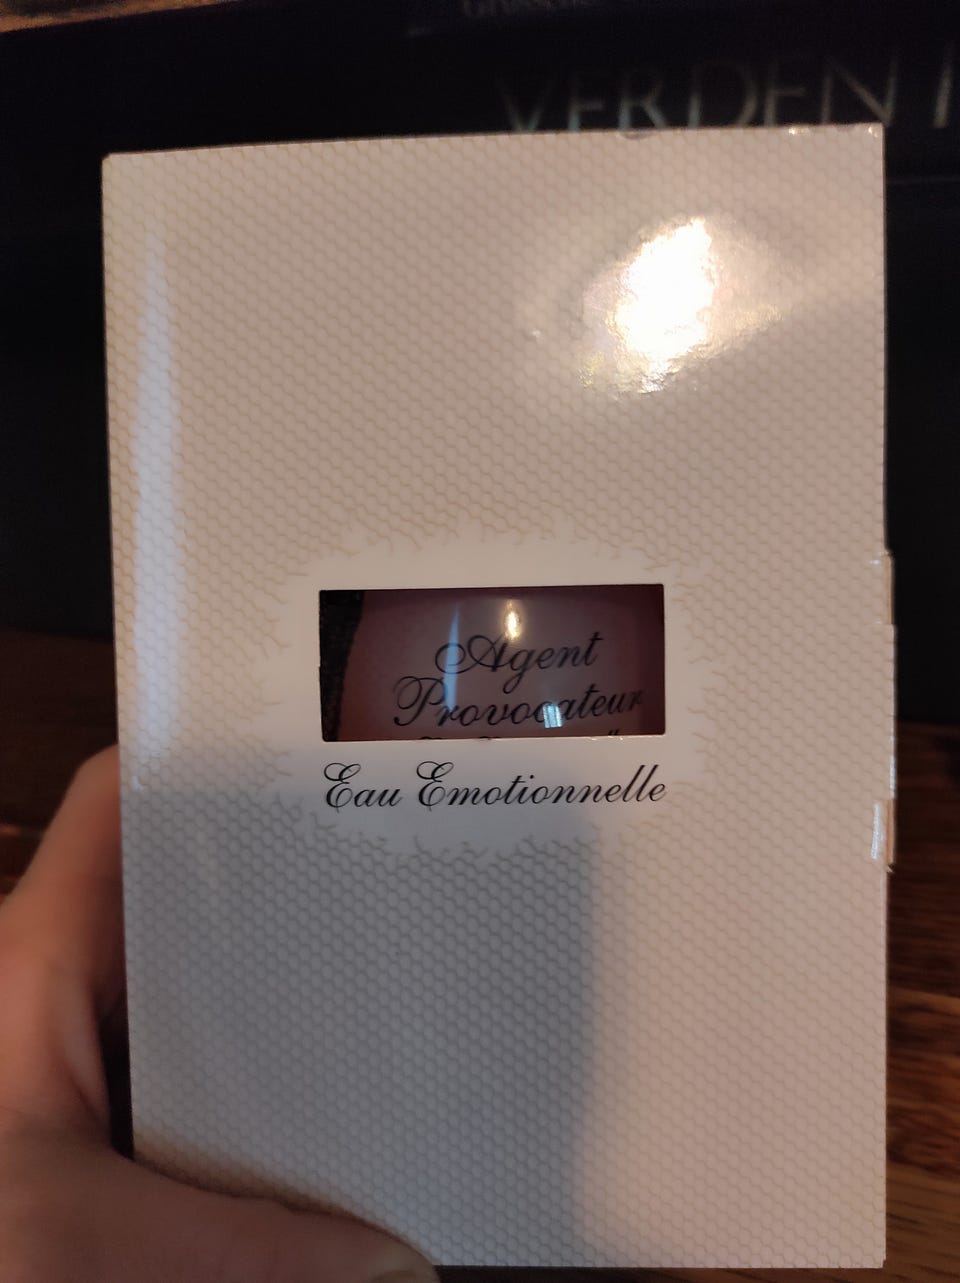 VERDEN
Agent
Provocateur
Eau Emotionnelle